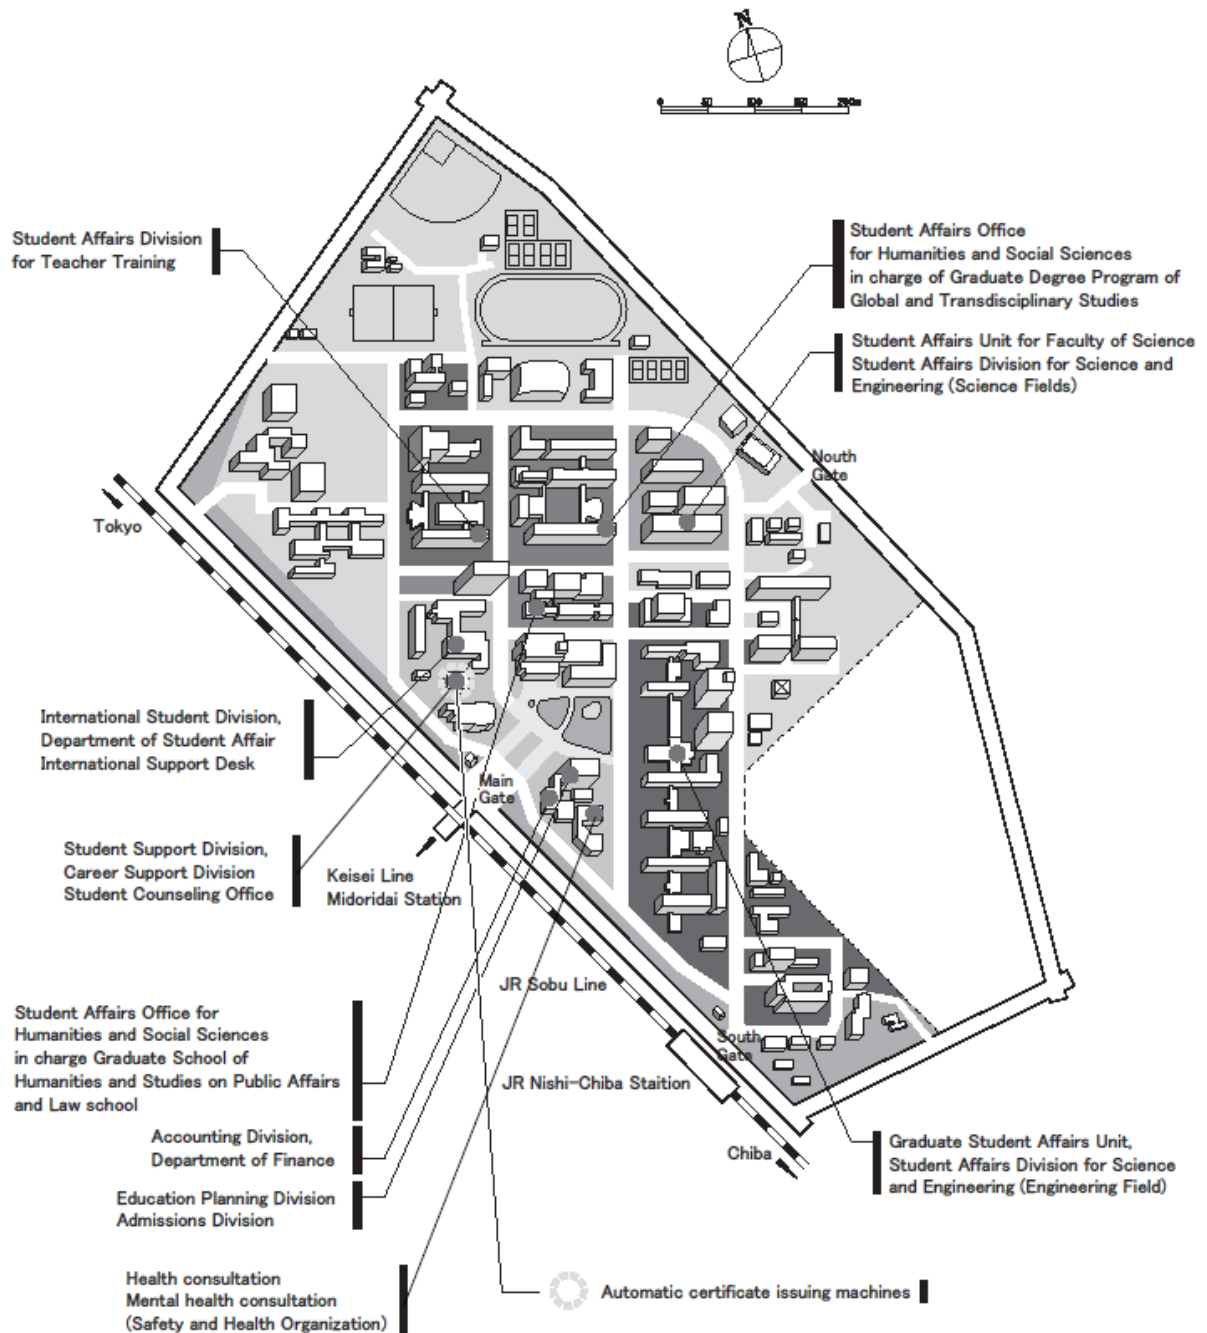 N
0 50 100 150 200m
Student Affairs Division
for Teacher Training
Student Affairs Office
for Humanities and Social Sciences
in charge of Graduate Degree Program of
Global and Transdisciplinary Studies
Student Affairs Unit for Faculty of Science
Student Affairs Division for Science and
Engineering (Science Fields)
Nouth
Gate
Tokyo
International Student Division,
Department of Student Affair
International Support Desk
Main
Gate
Student Support Division,
Career Support Division
Student Counseling Office
Keisei Line
Midoridai Station
JR Sobu Line
Student Affairs Office for
Humanities and Social Sciences
in charge Graduate School of
Humanities and Studies on Public Affairs
and Law school
South
Gate
JR Nishi-Chiba Staition
Accounting Division,
Department of Finance
Chiba
Graduate Student Affairs Unit,
Student Affairs Division for Science
and Engineering (Engineering Field)
Education Planning Division
Admissions Division
Health consultation
Mental health consultation
(Safety and Health Organization)
Automatic certificate issuing machines